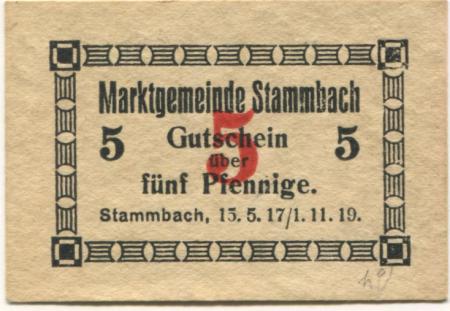 Marktgemeinde Stammbach
5 Gutschein 5
5
über
fünf Pfennige.
Stammbach, 15. 5. 17/1. 11. 19.